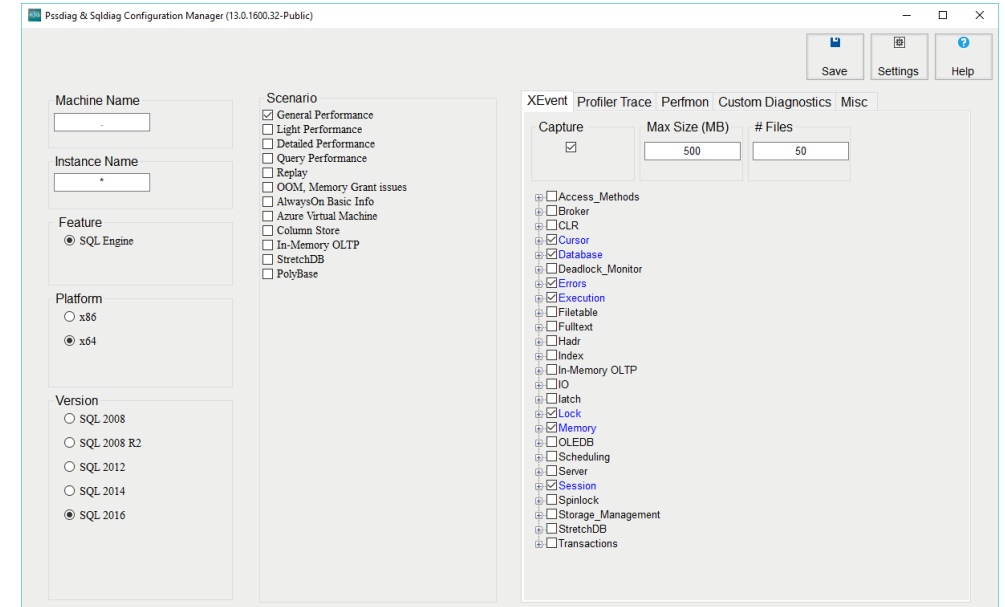 Pssdiag & Sqldiag Configuration Manager (13.0.1600.32-Public)
Save
Settings
Help
Machine Name
.
Instance Name
*
Feature
SQL Engine
Platform
x86
x64
Version
SQL 2008
SQL 2008 R2
SQL 2012
SQL 2014
SQL 2016
Scenario
General Performance
Light Performance
Detailed Performance
Query Performance
Replay
OOM, Memory Grant issues
AlwaysOn Basic Info
Azure Virtual Machine
Column Store
In-Memory OLTP
StretchDB
PolyBase
XEvent Profiler Trace Perfmon Custom Diagnostics Misc
Capture Max Size (MB) # Files
500 50
Access_Methods
Broker
CLR
Cursor
Database
Deadlock_Monitor
Errors
Execution
Filetable
Fulltext
Hadr
Index
In-Memory OLTP
IO
latch
Lock
Memory
OLEDB
Scheduling
Server
Session
Spinlock
Storage_Management
StretchDB
Transactions